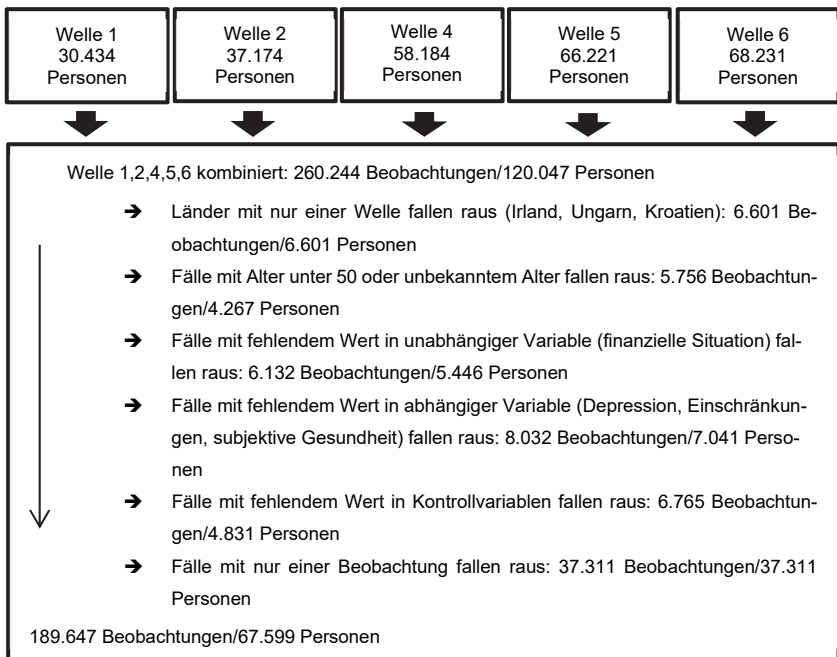 Welle 1
30.434
Personen
Welle 2
37.174
Personen
Welle 4
58.184
Personen
Welle 5
66.221
Personen
Welle 6
68.231
Personen
Welle 1,2,4,5,6 kombiniert: 260.244 Beobachtungen/120.047 Personen
➔ Länder mit nur einer Welle fallen raus (Irland, Ungarn, Kroatien): 6.601 Be-
obachtungen/6.601 Personen
➔ Fälle mit Alter unter 50 oder unbekanntem Alter fallen raus: 5.756 Beobachtun-
gen/4.267 Personen
➔ Fälle mit fehlendem Wert in unabhängiger Variable (finanzielle Situation) fal-
len raus: 6.132 Beobachtungen/5.446 Personen
➔ Fälle mit fehlendem Wert in abhängiger Variable (Depression, Einschränkun-
gen, subjektive Gesundheit) fallen raus: 8.032 Beobachtungen/7.041 Perso-
nen
➔ Fälle mit fehlendem Wert in Kontrollvariablen fallen raus: 6.765 Beobachtun-
gen/4.831 Personen
➔ Fälle mit nur einer Beobachtung fallen raus: 37.311 Beobachtungen/37.311
Personen
189.647 Beobachtungen/67.599 Personen